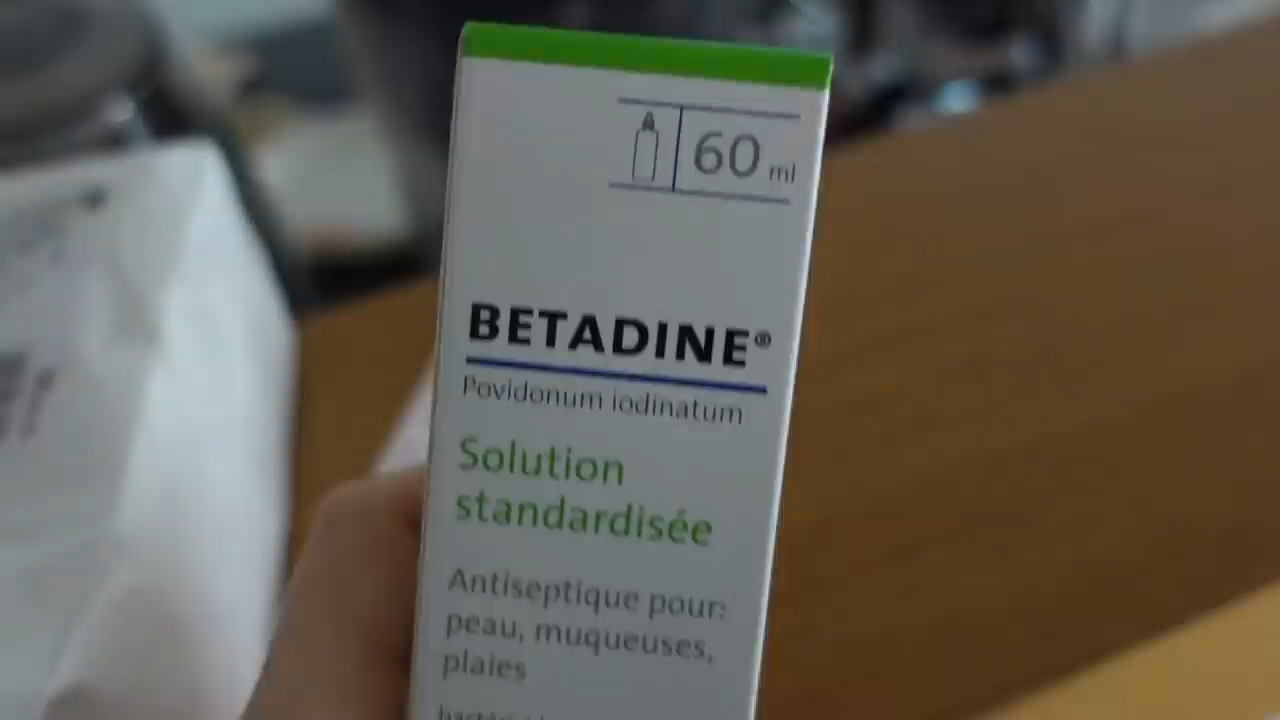 60 ml
BETADINE®
Povidonum iodinatum
Solution
standardisée
Antiseptique pour:
peau, muqueuses,
plaies